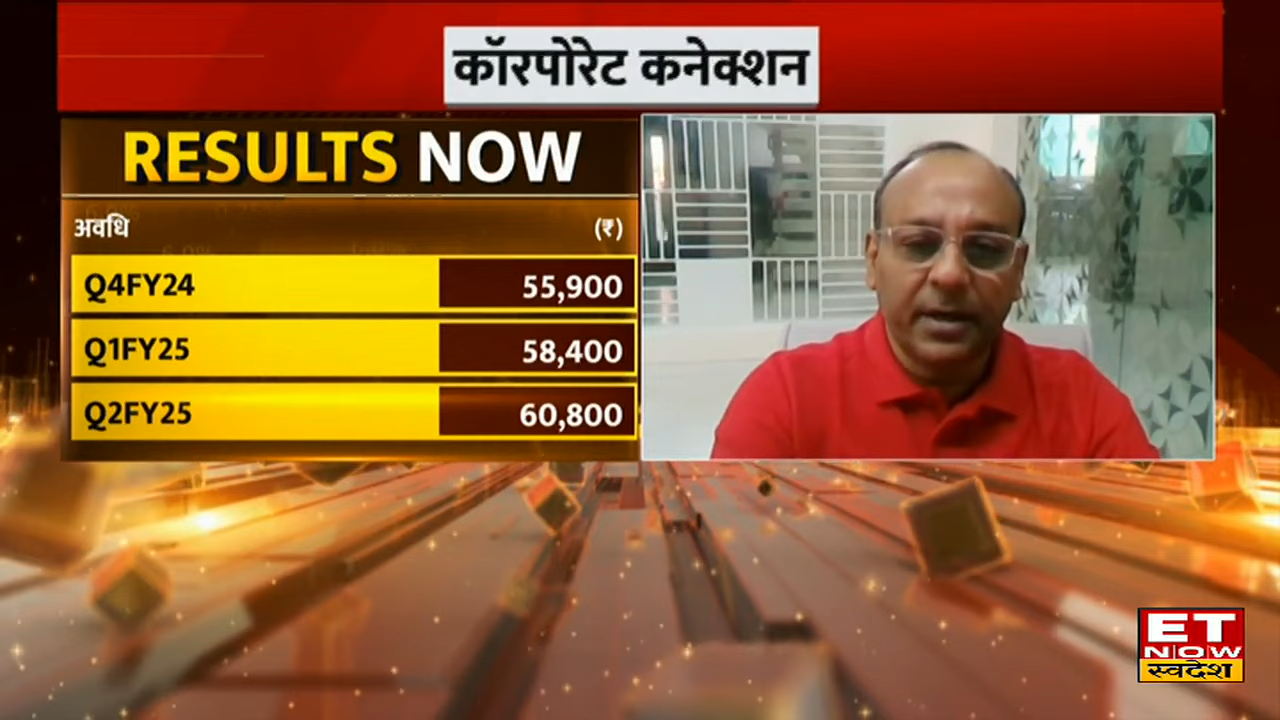 कॉरपोरेट कनेक्शन
RESULTS NOW
अवधि (₹)
Q4FY24 55,900
Q1FY25 58,400
Q2FY25 60,800
ET
NOW
स्वदेश